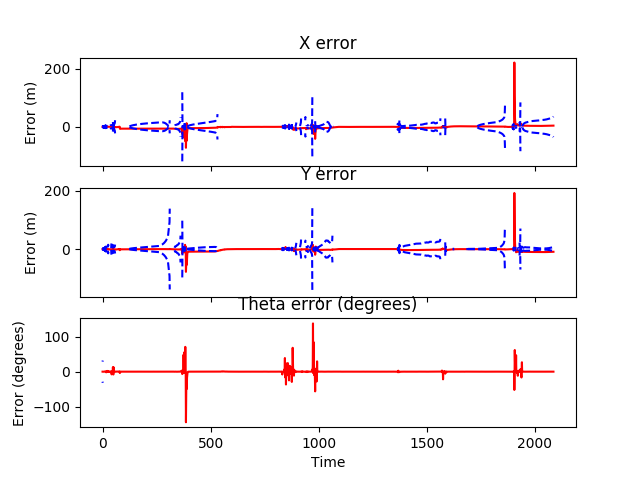 X error
200
0
Error (m)
Y error
200
0
Error (m)
Theta error (degrees)
100
0
−100
Error (degrees)
0 500 1000 1500 2000
Time